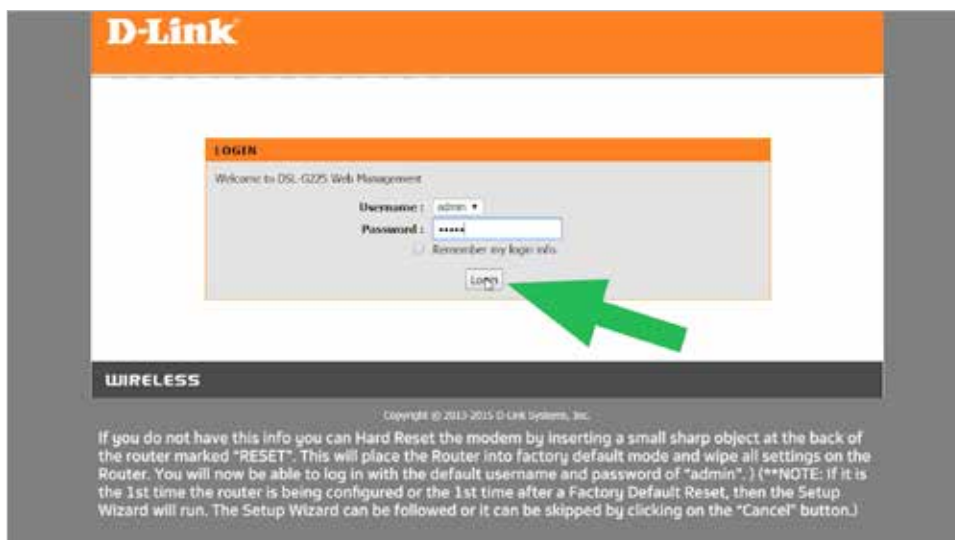 D-Link
LOGIN
Welcome to DSL-G225 Web Management
Username : admin
Password : •••••
Remember my login info
Login
WIRELESS
Copyright © 2013-2015 D-Link Systems, Inc.
If you do not have this info you can Hard Reset the modem by inserting a small sharp object at the back of
the router marked "RESET". This will place the Router into factory default mode and wipe all settings on the
Router. You will now be able to log in with the default username and password of "admin". ) (**NOTE: If it is
the 1st time the router is being configured or the 1st time after a Factory Default Reset, then the Setup
Wizard will run. The Setup Wizard can be followed or it can be skipped by clicking on the "Cancel" button.)